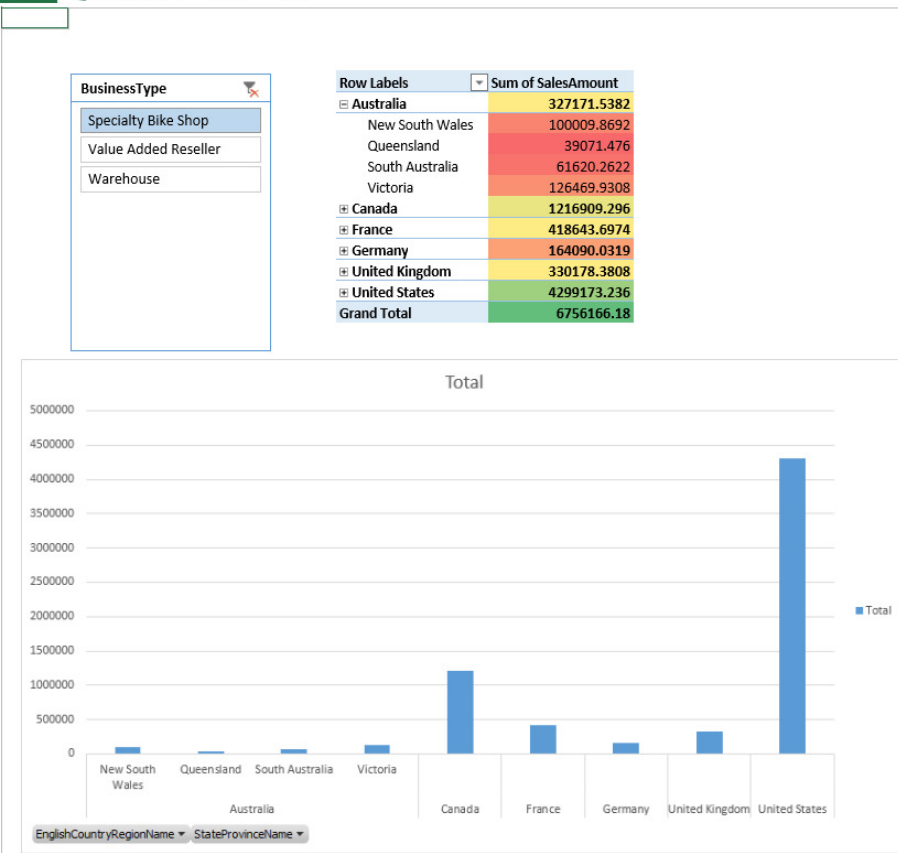 BusinessType
Specialty Bike Shop
Value Added Reseller
Warehouse
Row Labels Sum of SalesAmount
Australia 327171.5382
New South Wales 100009.8692
Queensland 39071.476
South Australia 61620.2622
Victoria 126469.9308
Canada 1216909.296
France 418643.6974
Germany 164090.0319
United Kingdom 330178.3808
United States 4299173.236
Grand Total 6756166.18
Total
5000000
4500000
4000000
3500000
3000000
2500000
2000000
1500000
1000000
500000
0
Total
New South Wales Queensland South Australia Victoria
Australia Canada France Germany United Kingdom United States
EnglishCountryRegionName StateProvinceName